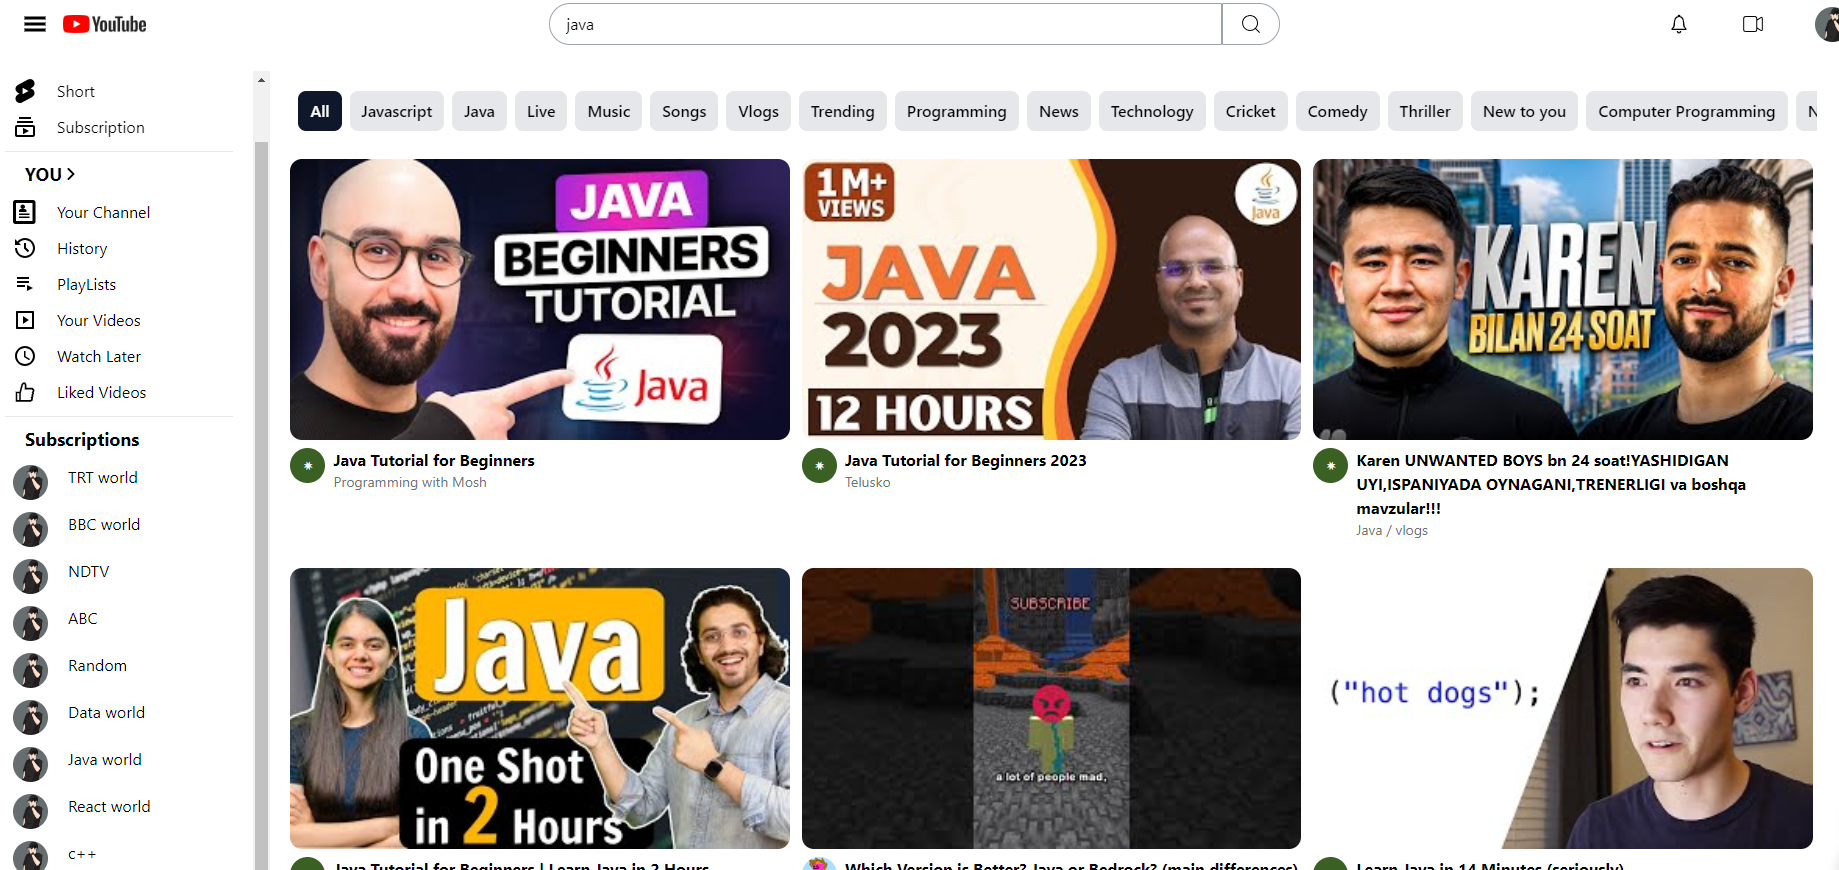 YouTube
java
Short
Subscription
YOU >
Your Channel
History
PlayLists
Your Videos
Watch Later
Liked Videos
Subscriptions
TRT world
BBC world
NDTV
ABC
Random
Data world
Java world
React world
c++
All Javascript Java Live Music Songs Vlogs Trending Programming News Technology Cricket Comedy Thriller New to you Computer Programming
JAVA
BEGINNERS
TUTORIAL
Java
Java Tutorial for Beginners
Programming with Mosh
1M+
VIEWS
JAVA
2023
12 HOURS
Java
Java Tutorial for Beginners 2023
Telusko
KAREN
BILAN 24 SOAT
Karen UNWANTED BOYS bn 24 soat!YASHIDIGAN
UYI,ISPANIYADA OYNAGANI,TRENERLIGI va boshqa
mavzular!!!
Java / vlogs
Java
One Shot
in 2 Hours
Java Tutorial for Beginners | Learn Java in 2 Hours
SUBSCRIBE
a lot of people mad,
Which Version is Better? Java or Bedrock? (main differences)
("hot dogs");
Learn Java in 14 Minutes (seriously)